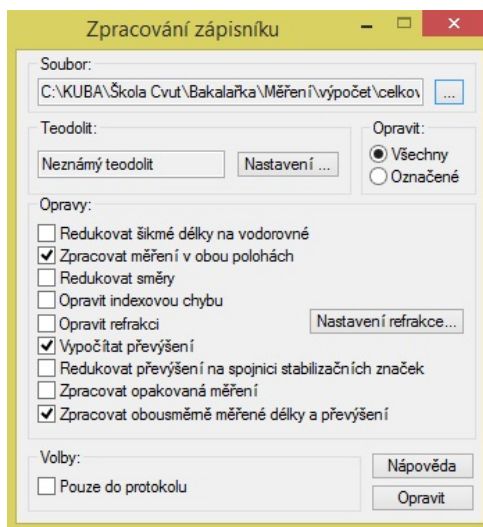 Zpracování zápisníku
Soubor:
C:\KUBA\Škola Cvut\Bakalařka\Měření\výpočet\celkov
...
Teodolit:
Opravit:
Neznámý teodolit
Nastavení ...
Všechny
Označené
Opravy:
Redukovat šikmé délky na vodorovné
Zpracovat měření v obou polohách
Redukovat směry
Opravit indexovou chybu
Opravit refrakci
Nastavení refrakce...
Vypočítat převýšení
Redukovat převýšení na spojnici stabilizačních značek
Zpracovat opakovaná měření
Zpracovat obousměrně měřené délky a převýšení
Volby:
Pouze do protokolu
Nápověda
Opravit